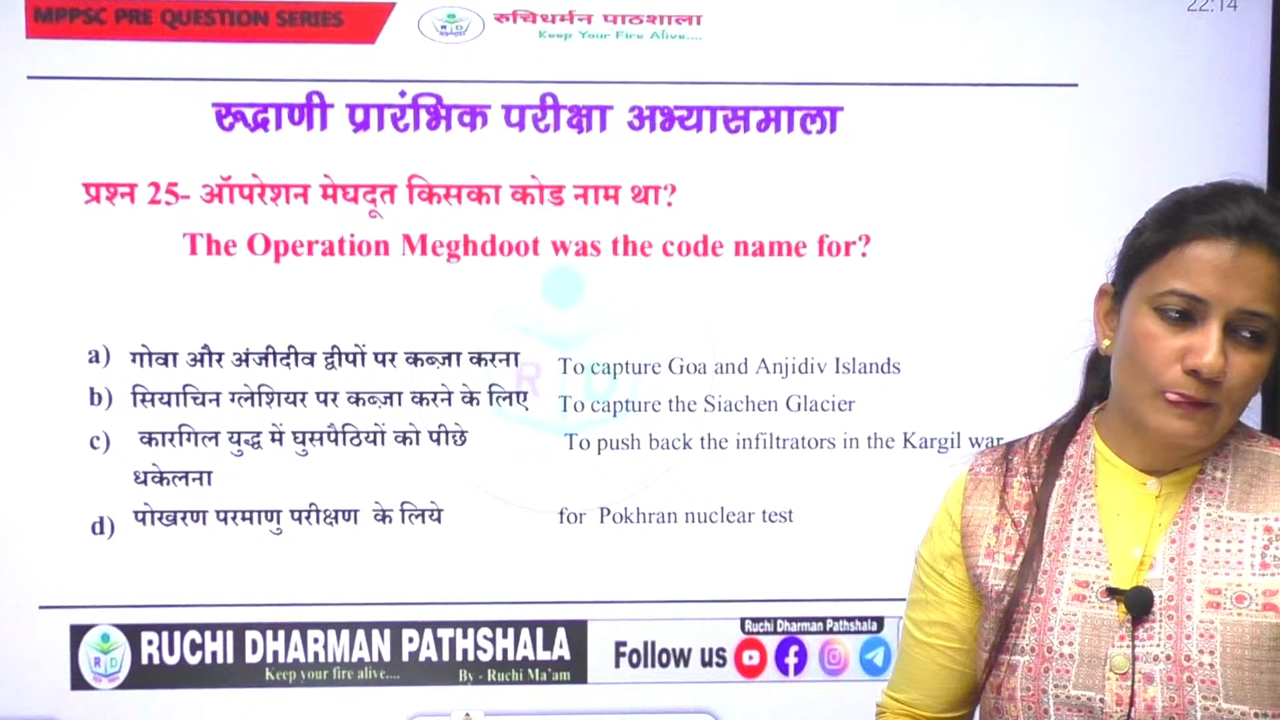 MPPSC PRE QUESTION SERIES
रुचिधर्मन पाठशाला
Keep Your Fire Alive....
22:14
रूद्राणी प्रारंभिक परीक्षा अभ्यासमाला
प्रश्न 25- ऑपरेशन मेघदूत किसका कोड नाम था?
The Operation Meghdoot was the code name for?
a) गोवा और अंजीदीव द्वीपों पर कब्ज़ा करना To capture Goa and Anjidiv Islands
b) सियाचिन ग्लेशियर पर कब्ज़ा करने के लिए To capture the Siachen Glacier
c) कारगिल युद्ध में घुसपैठियों को पीछे To push back the infiltrators in the Kargil war
धकेलना
d) पोखरण परमाणु परीक्षण के लिये for Pokhran nuclear test
R D
Ruchi Dharman Pathshala
RUCHI DHARMAN PATHSHALA
Follow us
Keep your fire alive.... By - Ruchi Ma'am